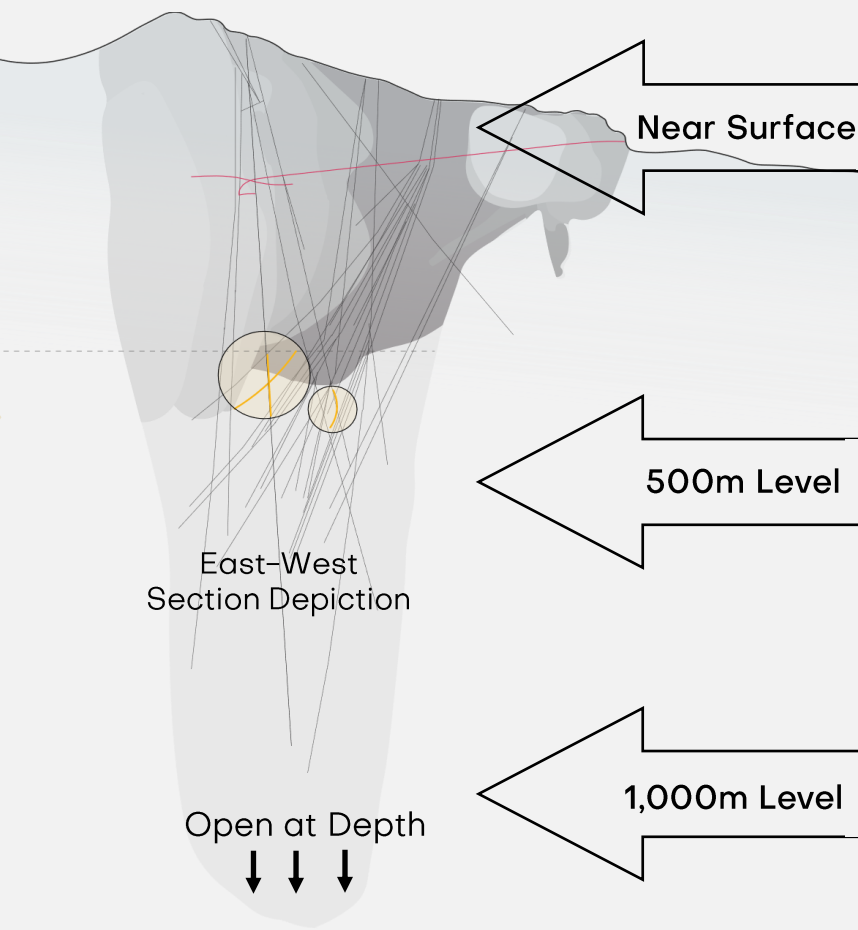 Near Surface
500m Level
East-West
Section Depiction
1,000m Level
Open at Depth